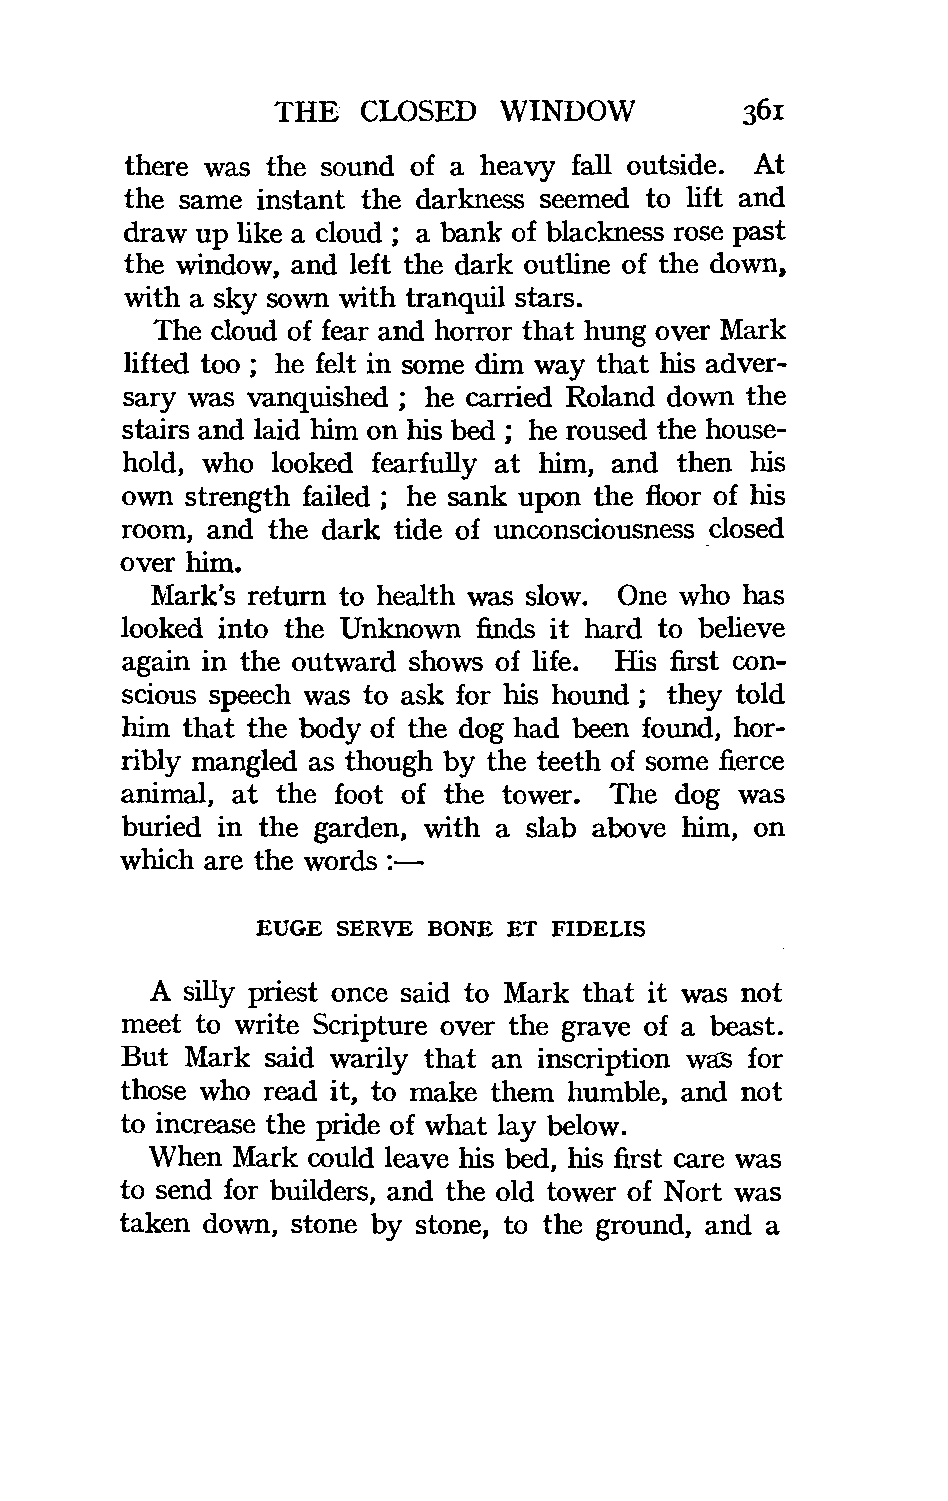 THE CLOSED WINDOW 361
there was the sound of a heavy fall outside. At
the same instant the darkness seemed to lift and
draw up like a cloud ; a bank of blackness rose past
the window, and left the dark outline of the down,
with a sky sown with tranquil stars.
The cloud of fear and horror that hung over Mark
lifted too ; he felt in some dim way that his adver-
sary was vanquished ; he carried Roland down the
stairs and laid him on his bed ; he roused the house-
hold, who looked fearfully at him, and then his
own strength failed ; he sank upon the floor of his
room, and the dark tide of unconsciousness closed
over him.
Mark's return to health was slow. One who has
looked into the Unknown finds it hard to believe
again in the outward shows of life. His first con-
scious speech was to ask for his hound ; they told
him that the body of the dog had been found, hor-
ribly mangled as though by the teeth of some fierce
animal, at the foot of the tower. The dog was
buried in the garden, with a slab above him, on
which are the words :—
EUGE SERVE BONE ET FIDELIS
A silly priest once said to Mark that it was not
meet to write Scripture over the grave of a beast.
But Mark said warily that an inscription was for
those who read it, to make them humble, and not
to increase the pride of what lay below.
When Mark could leave his bed, his first care was
to send for builders, and the old tower of Nort was
taken down, stone by stone, to the ground, and a